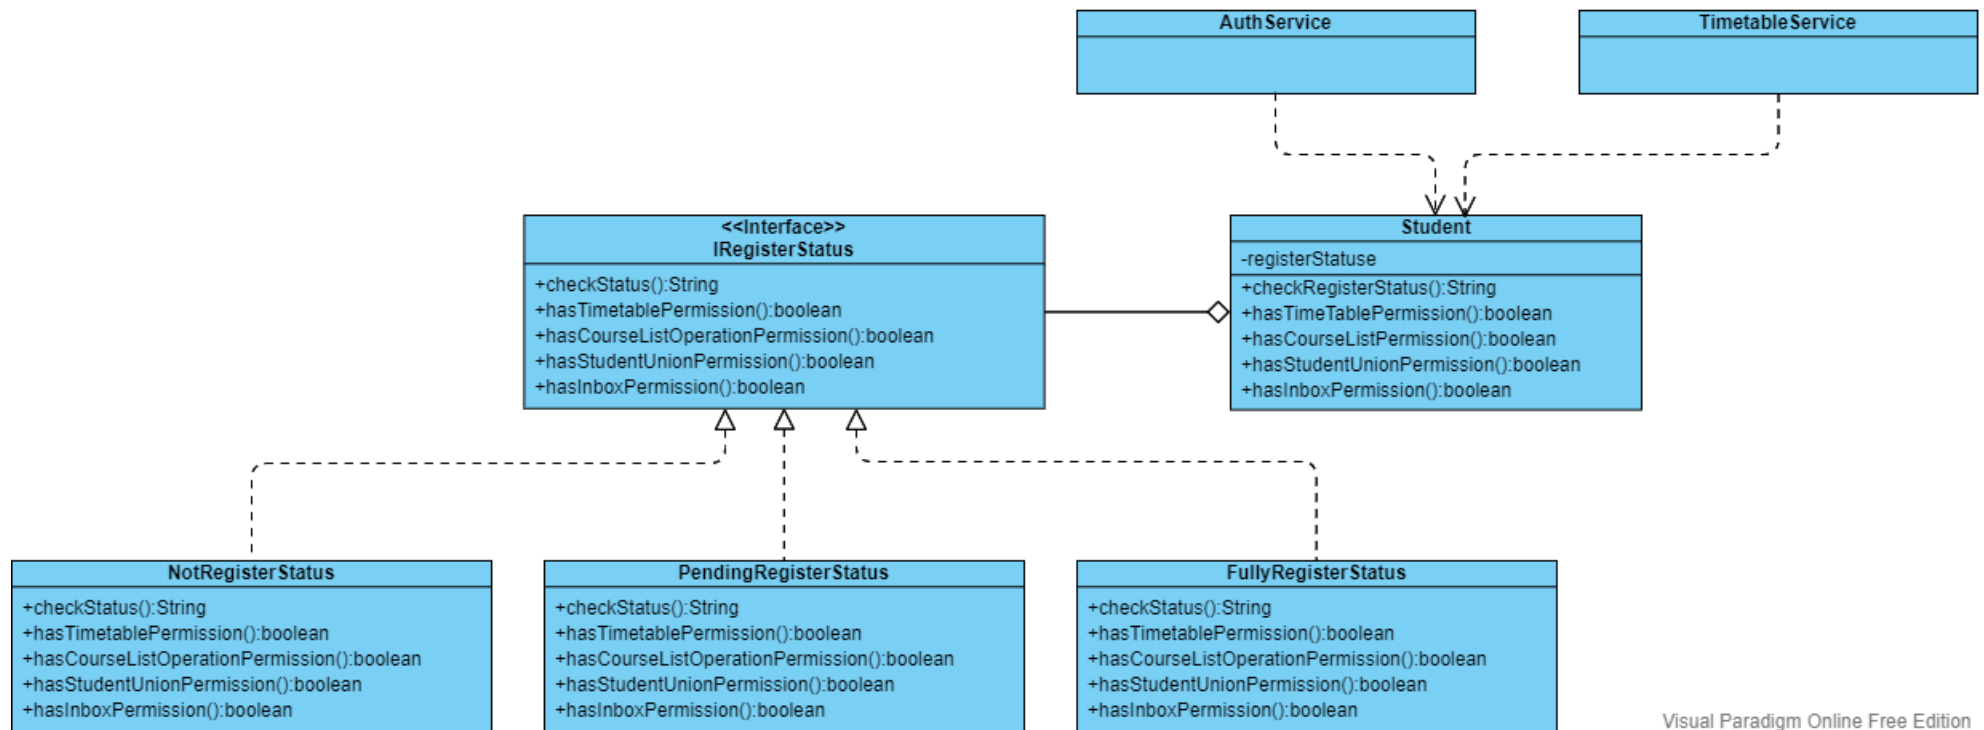 AuthService
TimetableService
<<Interface>>
IRegisterStatus
+checkStatus():String
+hasTimetablePermission():boolean
+hasCourseListOperationPermission():boolean
+hasStudentUnionPermission():boolean
+hasInboxPermission():boolean
Student
-registerStatuse
+checkRegisterStatus():String
+hasTimeTablePermission():boolean
+hasCourseListPermission():boolean
+hasStudentUnionPermission():boolean
+hasInboxPermission():boolean
NotRegisterStatus
+checkStatus():String
+hasTimetablePermission():boolean
+hasCourseListOperationPermission():boolean
+hasStudentUnionPermission():boolean
+hasInboxPermission():boolean
PendingRegisterStatus
+checkStatus():String
+hasTimetablePermission():boolean
+hasCourseListOperationPermission():boolean
+hasStudentUnionPermission():boolean
+hasInboxPermission():boolean
FullyRegisterStatus
+checkStatus():String
+hasTimetablePermission():boolean
+hasCourseListOperationPermission():boolean
+hasStudentUnionPermission():boolean
+hasInboxPermission():boolean
Visual Paradigm Online Free Edition